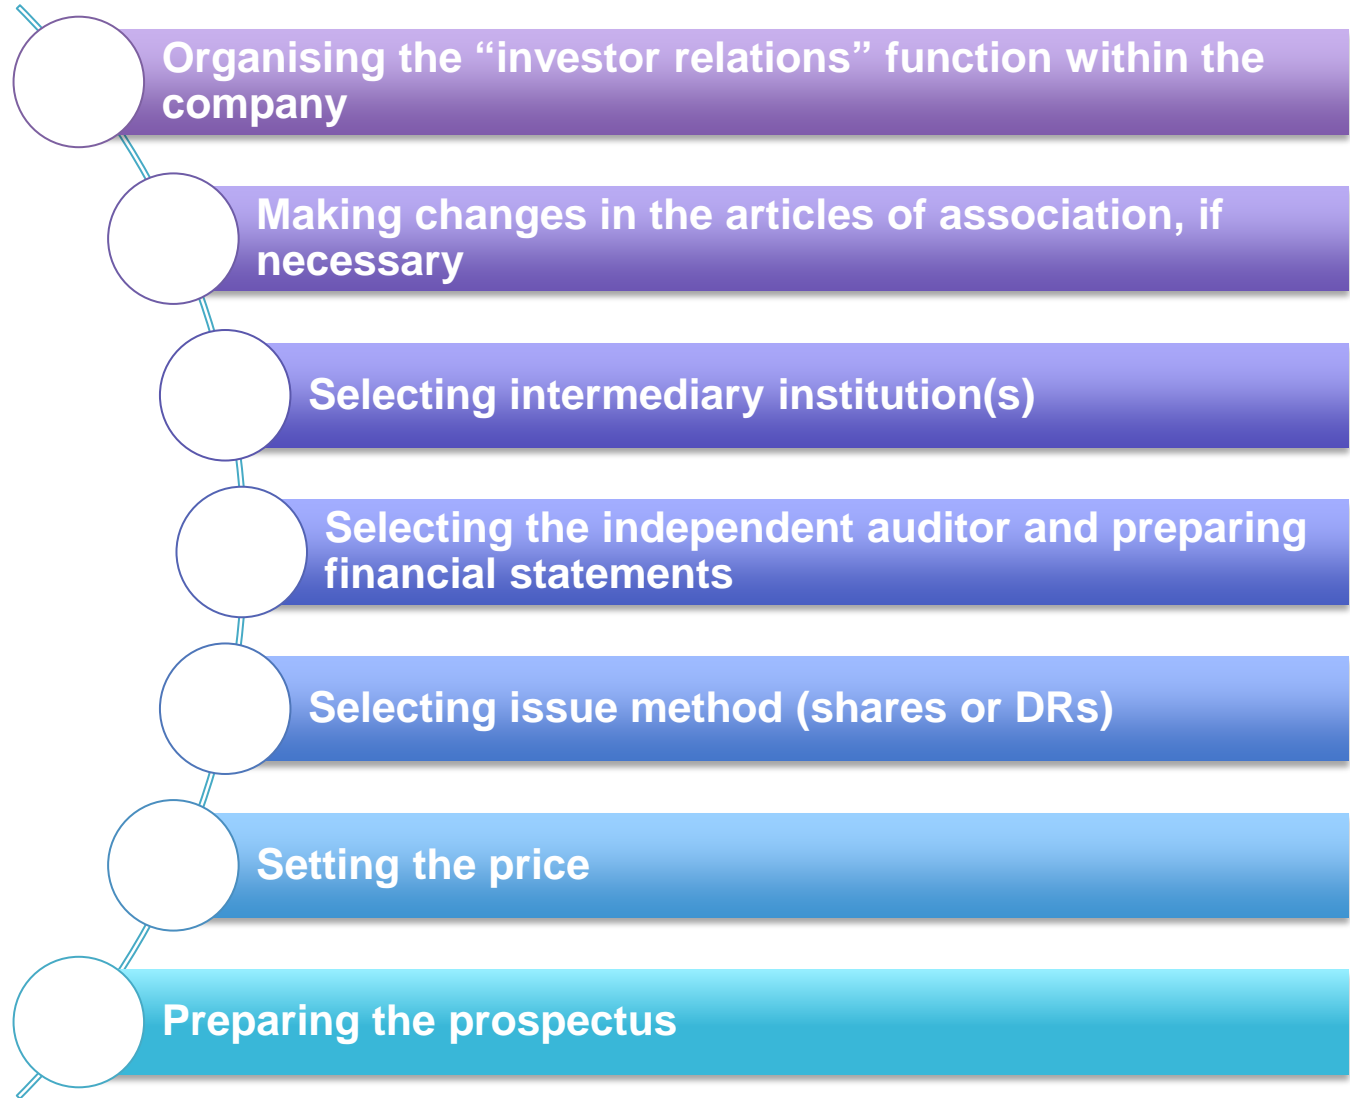 Organising the “investor relations” function within the
company
Making changes in the articles of association, if
necessary
Selecting intermediary institution(s)
Selecting the independent auditor and preparing
financial statements
Selecting issue method (shares or DRs)
Setting the price
Preparing the prospectus